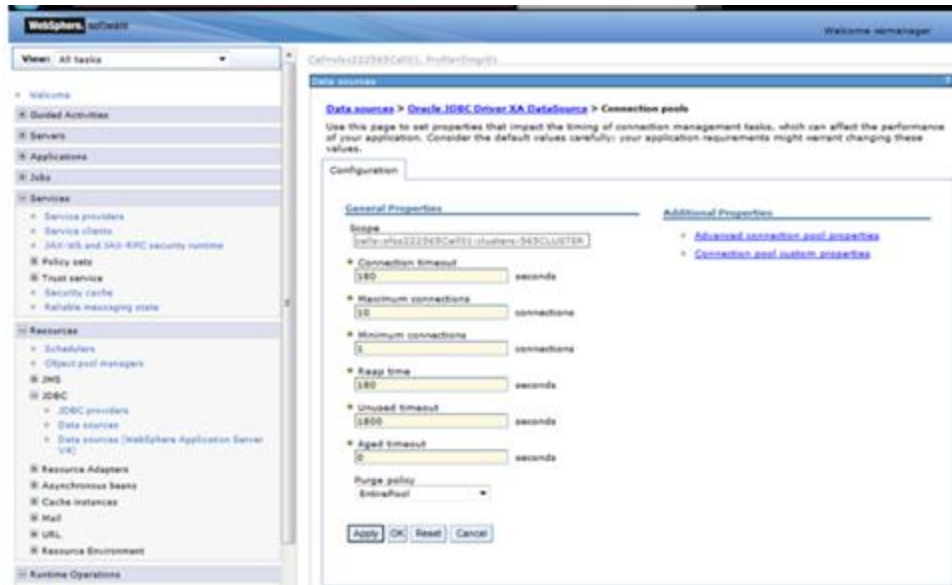 WebSphere. software
Welcome
View: All tasks
Welcome
Guided Activities
Servers
Applications
Jobs
Services
Service providers
Service clients
JAX-WS and JAX-RPC security runtime
Policy sets
Trust service
Security cache
Reliable messaging state
Resources
Schedulers
Object pool managers
JMS
JDBC
JDBC providers
Data sources
Data sources (WebSphere Application Server V4)
Resource Adapters
Asynchronous beans
Cache instances
Mail
URL
Resource Environment
Runtime Operations
Data sources
Data sources > Oracle JDBC Driver XA DataSource > Connection pools
Use this page to set properties that impact the timing of connection management tasks, which can affect the performance
of your application. Consider the default values carefully; your application requirements might warrant changing these
values.
Configuration
General Properties
Scope
Connection timeout
180 seconds
Maximum connections
10 connections
Minimum connections
1 connections
Reap time
180 seconds
Unused timeout
1800 seconds
Aged timeout
0 seconds
Purge policy
EntirePool
Apply OK Reset Cancel
Additional Properties
Advanced connection pool properties
Connection pool custom properties